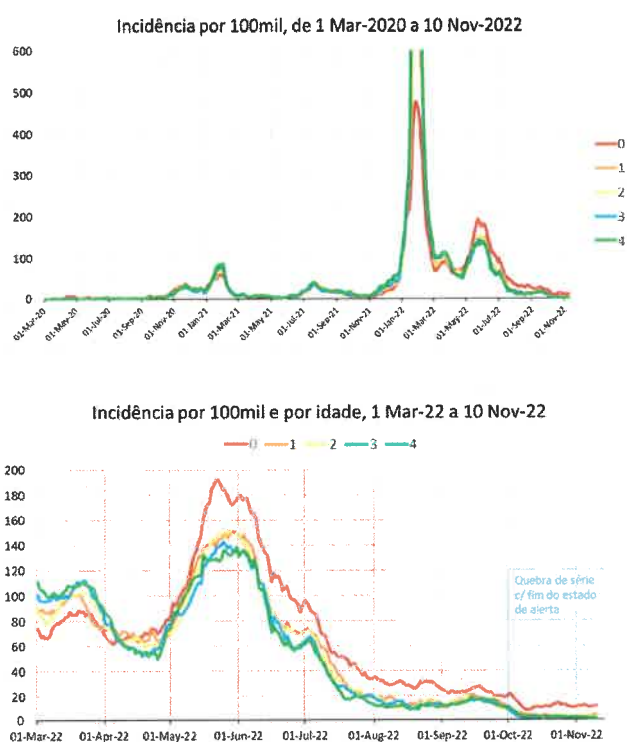 Incidência por 100mil, de 1 Mar-2020 a 10 Nov-2022
600
500
400
300
200
100
0
0
1
2
3
4
01-Mar-20
01-May-20
01-Jul-20
01-Sep-20
01-Nov-20
01-Jan-21
01-Mar-21
01-May-21
01-Jul-21
01-Sep-21
01-Nov-21
01-Jan-22
01-Mar-22
01-May-22
01-Jul-22
01-Sep-22
01-Nov-22
Incidência por 100mil e por idade, 1 Mar-22 a 10 Nov-22
0 1 2 3 4
200
180
160
140
120
100
80
60
40
20
0
Quebra de série
c/ fim do estado
de alerta
01-Mar-22 01-Apr-22 01-May-22 01-Jun-22 01-Jul-22 01-Aug-22 01-Sep-22 01-Oct-22 01-Nov-22